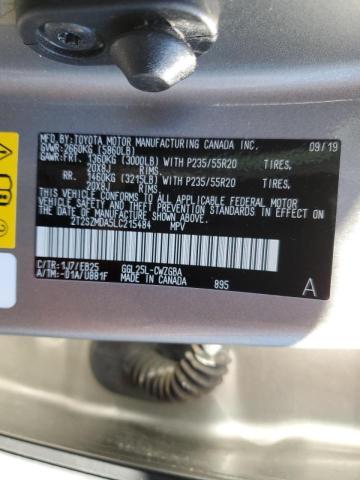 MFD.BY:TOYOTA MOTOR MANUFACTURING CANADA INC. 09/19
GVWR:2660KG (5860LB)
GAWR:FRT. 1360KG (3000LB) WITH P235/55R20 TIRES,
20X8J RIMS.
RR. 1460KG (3215LB) WITH P235/55R20 TIRES,
20X8J RIMS.
THIS VEHICLE CONFORMS TO ALL APPLICABLE
FEDERAL MOTOR VEHICLE SAFETY, BUMPER, AND
THEFT PREVENTION STANDARDS IN EFFECT ON
THE DATE OF MANUFACTURE SHOWN ABOVE.
2T2SZMDA5LC215484 MPV
C/TR:1J7/EB25 GGL25L-CWZGBA
A/TM:-01A/UB81F MADE IN CANADA 895 A